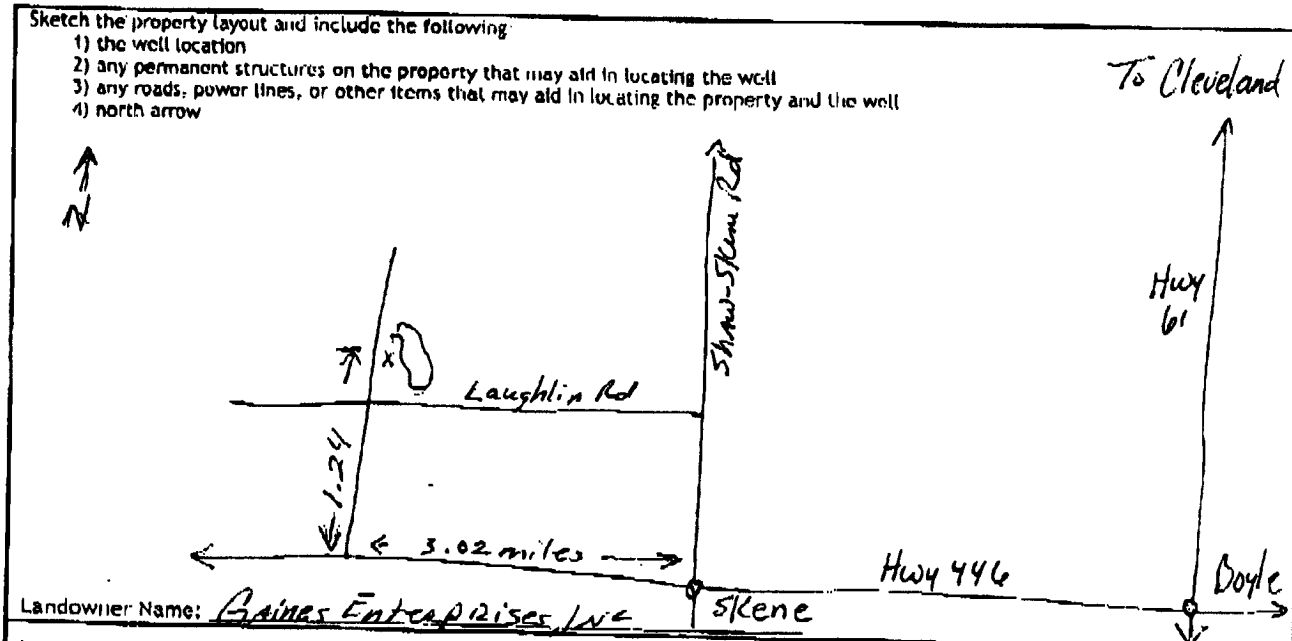 Sketch the property layout and include the following:
1) the well location
2) any permanent structures on the property that may aid in locating the well
3) any roads, power lines, or other items that may aid in locating the property and the well
4) north arrow
To Cleveland
N
Shaw-Skene Rd
Hwy
61
x
Laughlin Rd
1.24
3.02 miles
Hwy 446
Boyle
Landowner Name: Gaines Enterprises, INC
Skene